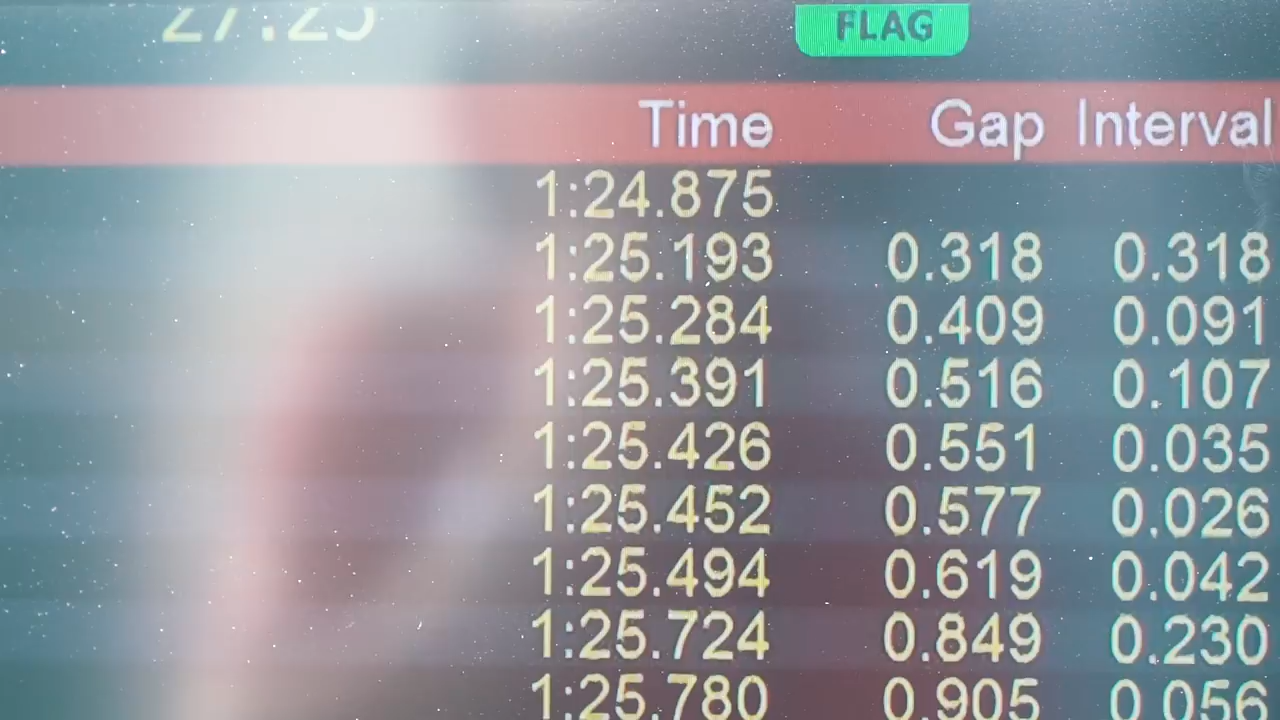 27:25
FLAG
Time Gap Interval
1:24.875
1:25.193 0.318 0.318
1:25.284 0.409 0.091
1:25.391 0.516 0.107
1:25.426 0.551 0.035
1:25.452 0.577 0.026
1:25.494 0.619 0.042
1:25.724 0.849 0.230
1:25.780 0.905 0.056